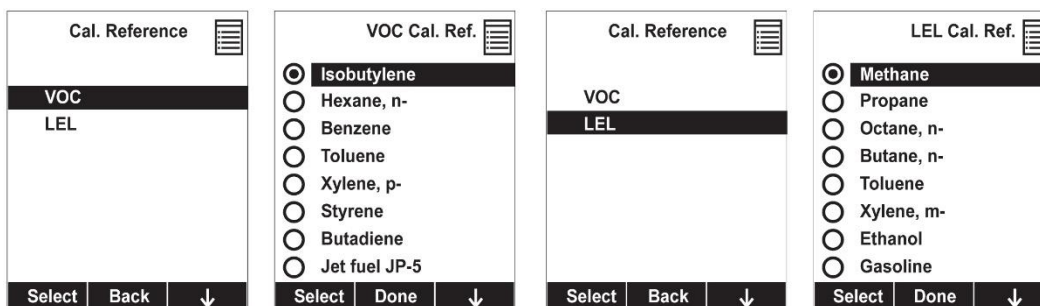 Cal. Reference
VOC
LEL
Select Back ↓
VOC Cal. Ref.
Isobutylene
Hexane, n-
Benzene
Toluene
Xylene, p-
Styrene
Butadiene
Jet fuel JP-5
Select Done ↓
Cal. Reference
VOC
LEL
Select Back ↓
LEL Cal. Ref.
Methane
Propane
Octane, n-
Butane, n-
Toluene
Xylene, m-
Ethanol
Gasoline
Select Done ↓